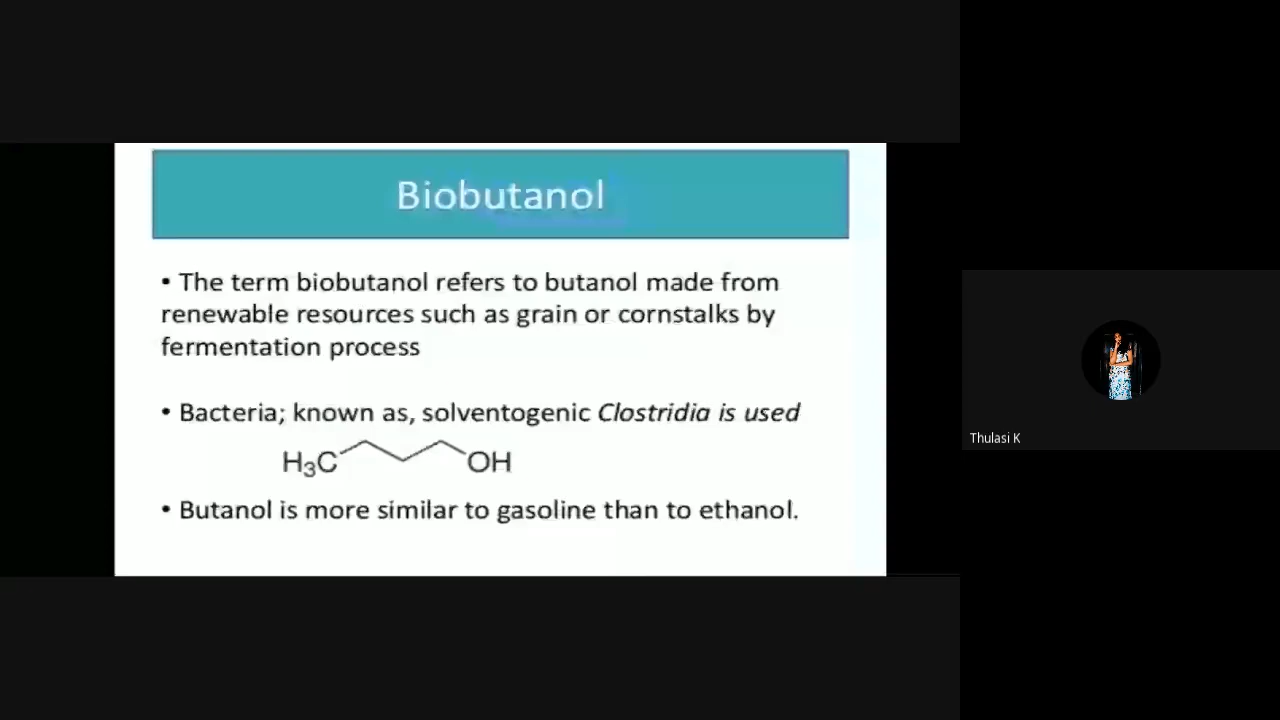 Biobutanol
• The term biobutanol refers to butanol made from
renewable resources such as grain or cornstalks by
fermentation process
• Bacteria; known as, solventogenic Clostridia is used
H₃C OH
• Butanol is more similar to gasoline than to ethanol.
Thulasi K